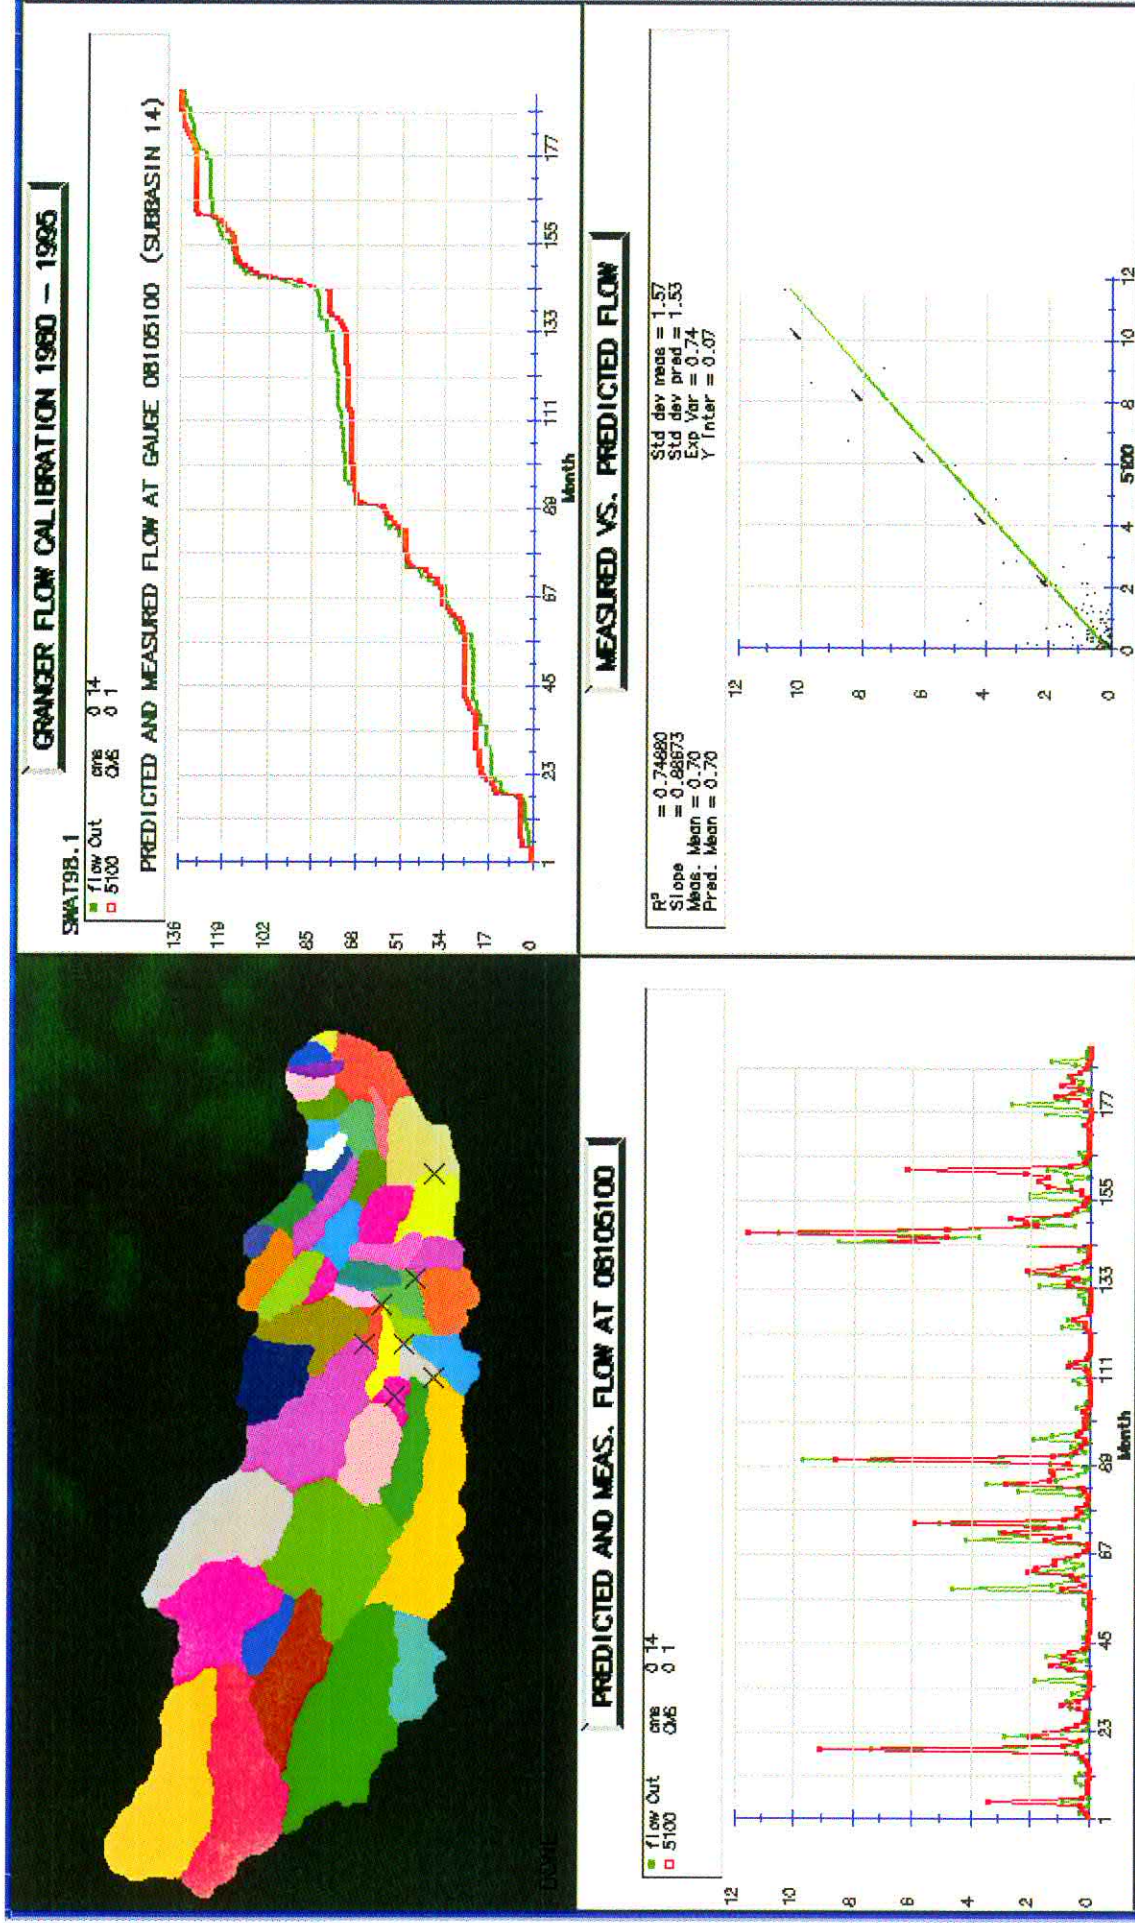 GRANGER FLOW CALIBRATION 1960 - 1995
SWAT98.1
flow Out cms 0 14
5100 CMS 0 1
PREDICTED AND MEASURED FLOW AT GAUGE 08105100 (SUBBASIN 14)
136
119
102
85
68
51
34
17
0
1 23 45 67 89 111 133 155 177
Month
PREDICTED AND MEAS. FLOW AT 08105100
flow Out cms 0 14
5100 CMS 0 1
12
10
8
6
4
2
0
1 23 45 67 89 111 133 155 177
Month
MEASURED VS. PREDICTED FLOW
R² = 0.74680 Std dev meas = 1.57
Slope = 0.88673 Std dev pred = 1.53
Meas. Mean = 0.70 Exp Var = 0.74
Pred. Mean = 0.70 Y Inter = 0.07
12
10
8
6
4
2
0
0 2 4 5100 8 10 12